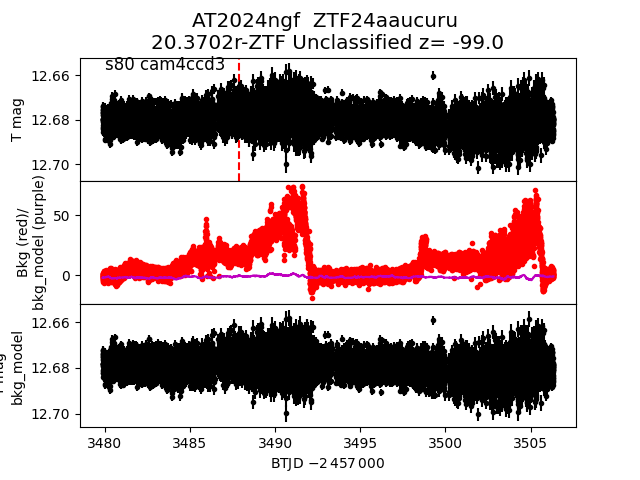 AT2024ngf  ZTF24aaucuru
20.3702r-ZTF Unclassified z= -99.0
s80 cam4ccd3
T mag
12.66
12.68
12.70
Bkg (red)/
bkg_model (purple)
50
0
bkg_model
12.66
12.68
12.70
3480 3485 3490 3495 3500 3505
BTJD −2 457 000